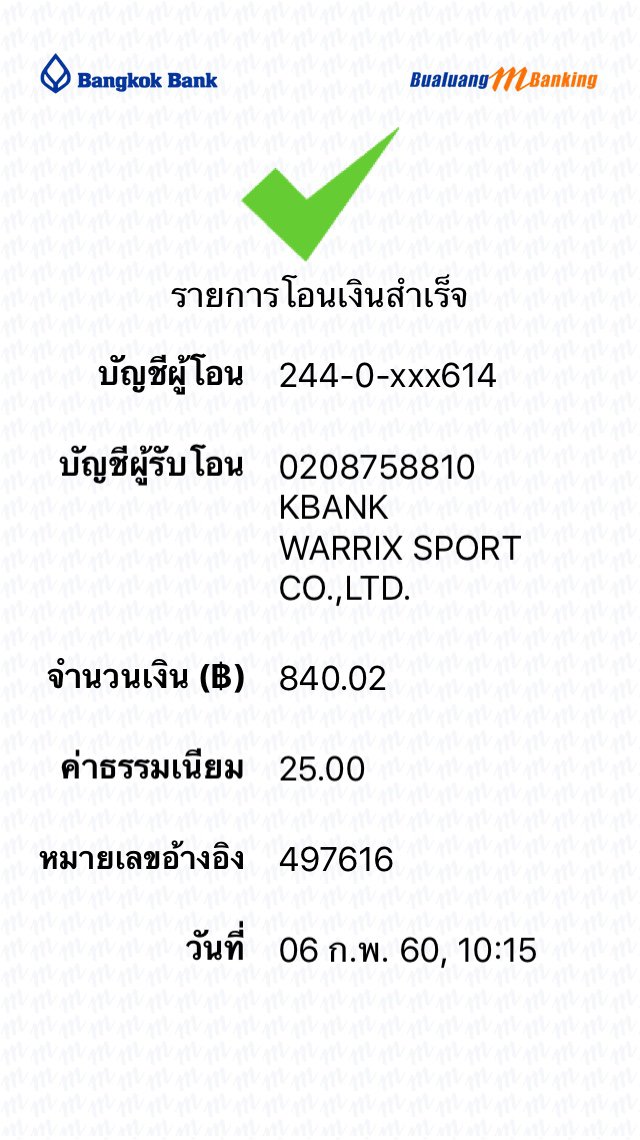 Bangkok Bank
Bualuang mBanking
รายการโอนเงินสำเร็จ
บัญชีผู้โอน 244-0-xxx614
บัญชีผู้รับโอน 0208758810
KBANK
WARRIX SPORT
CO.,LTD.
จำนวนเงิน (฿) 840.02
ค่าธรรมเนียม 25.00
หมายเลขอ้างอิง 497616
วันที่ 06 ก.พ. 60, 10:15